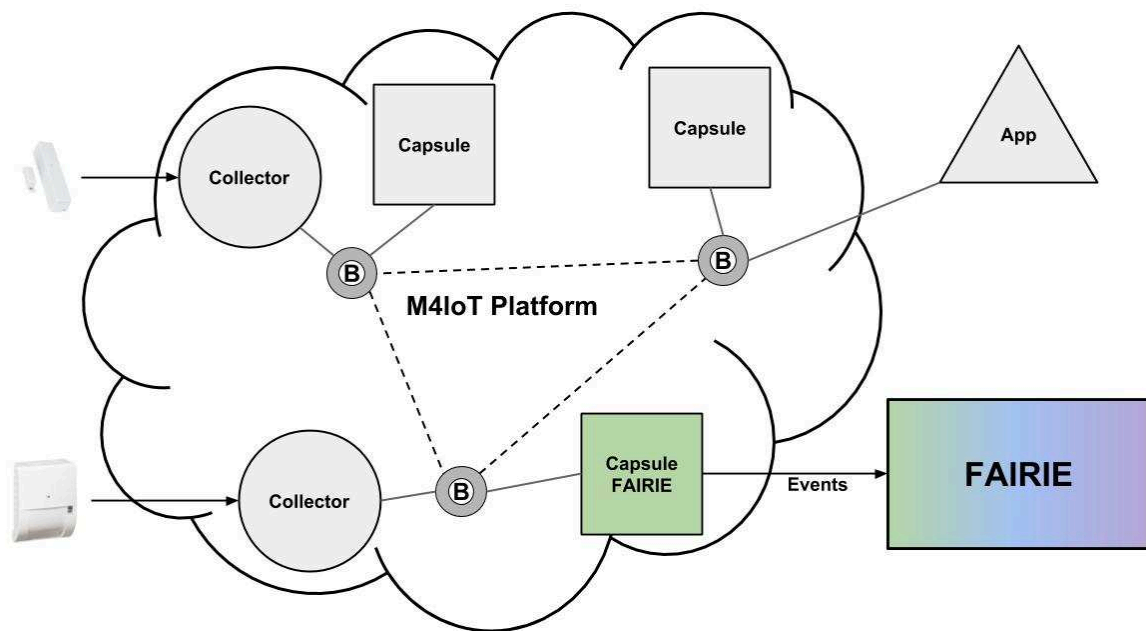 Capsule
Capsule
App
Collector
B
B
M4IoT Platform
Capsule
FAIRIE
FAIRIE
Events
Collector
B